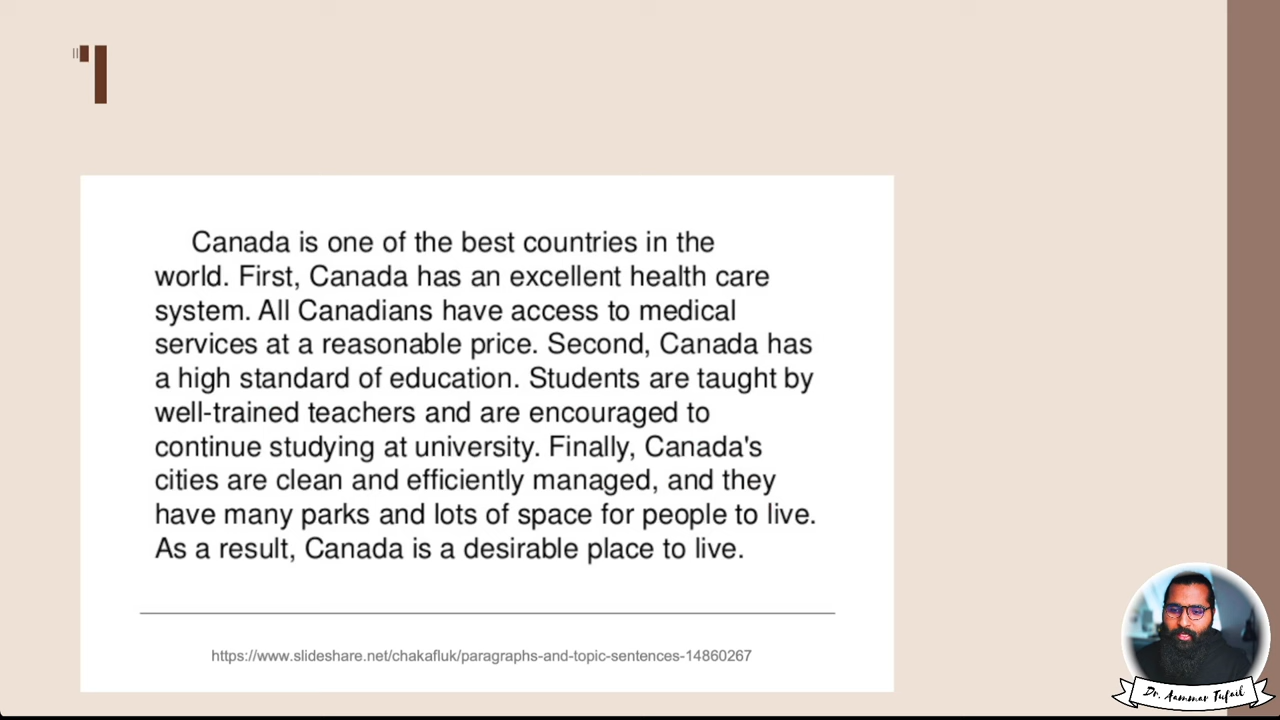 Canada is one of the best countries in the
world. First, Canada has an excellent health care
system. All Canadians have access to medical
services at a reasonable price. Second, Canada has
a high standard of education. Students are taught by
well-trained teachers and are encouraged to
continue studying at university. Finally, Canada's
cities are clean and efficiently managed, and they
have many parks and lots of space for people to live.
As a result, Canada is a desirable place to live.
https://www.slideshare.net/chakafluk/paragraphs-and-topic-sentences-14860267
Dr. Aammar Tufail